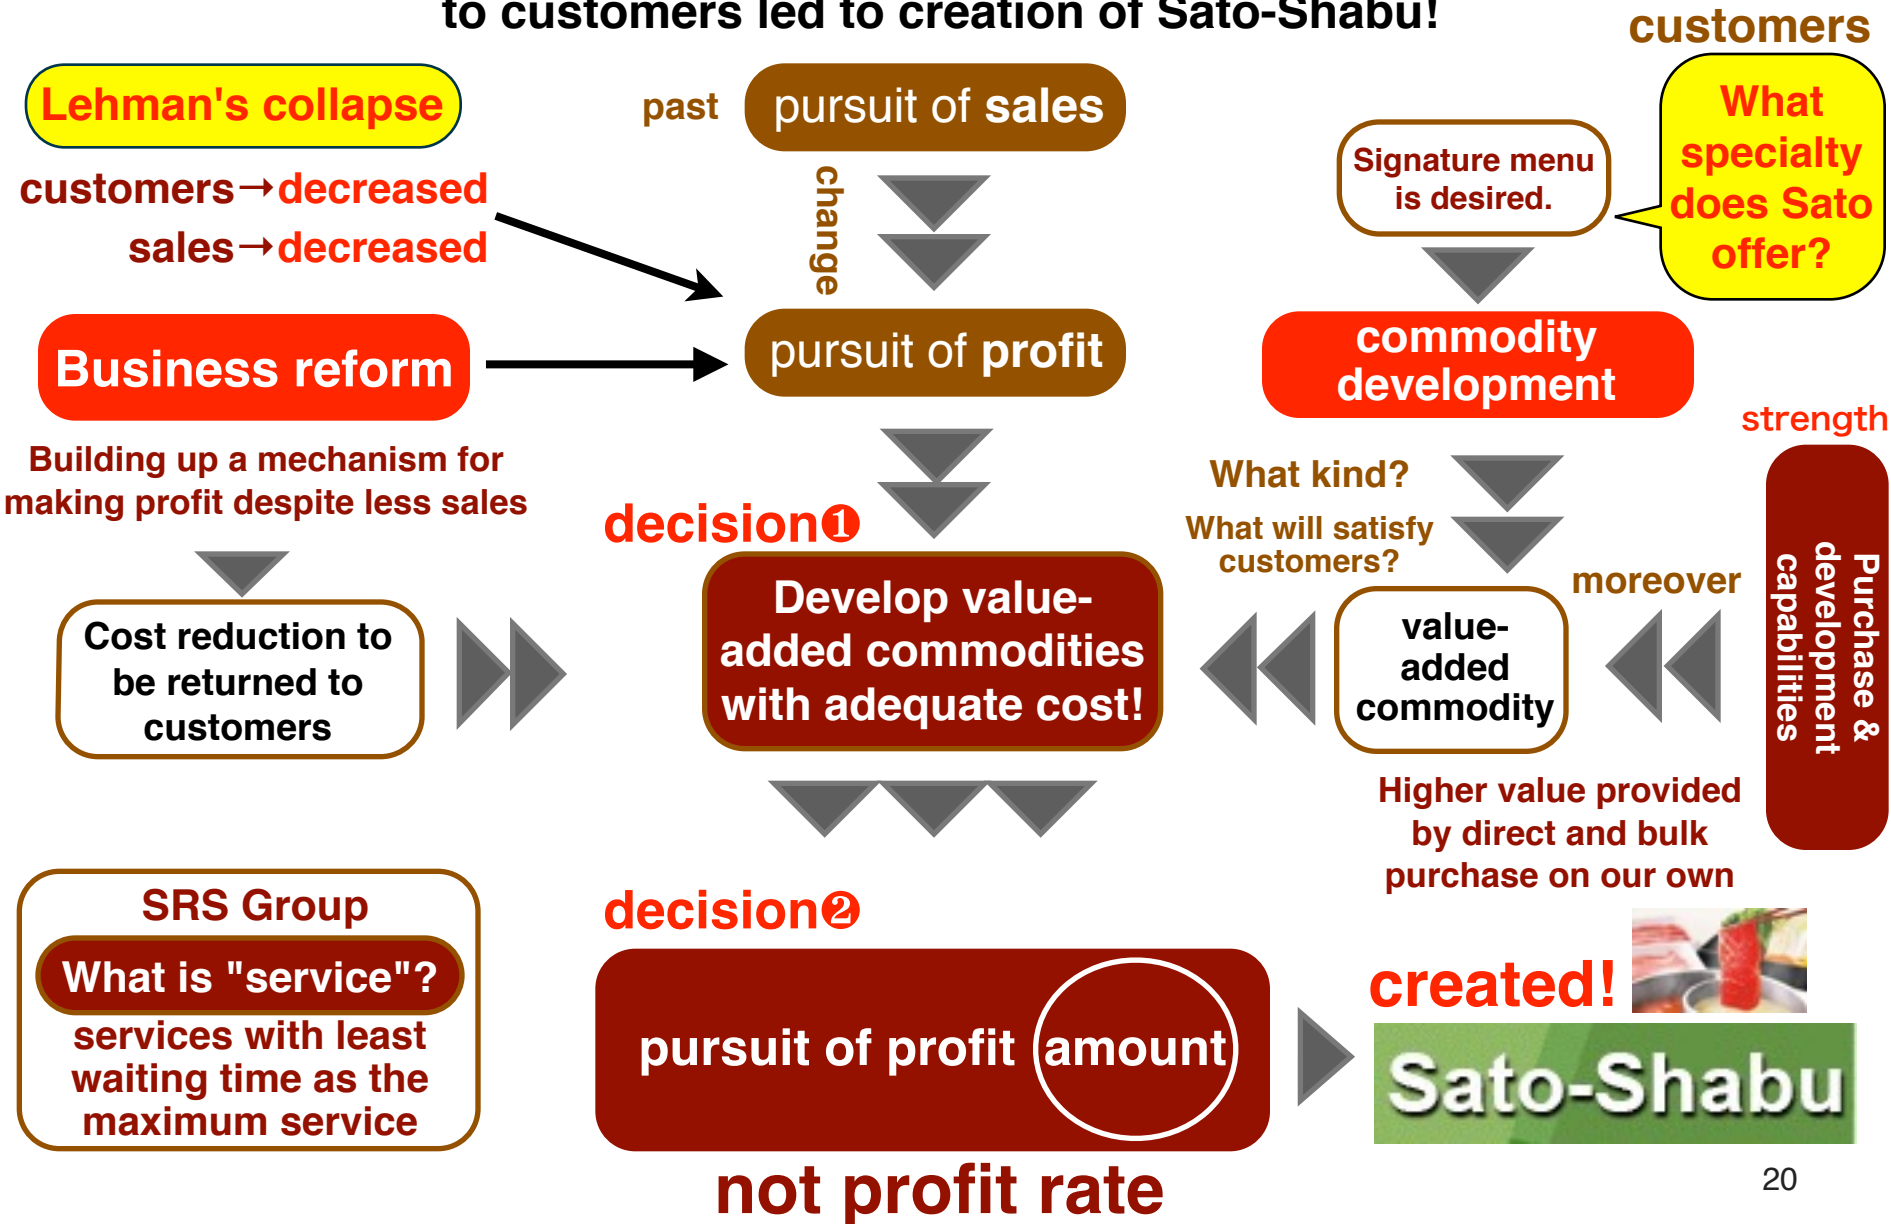 to customers led to creation of Sato-Shabu!
customers
Lehman's collapse
customers→decreased
sales→decreased
past
pursuit of sales
change
pursuit of profit
Signature menu
is desired.
What
specialty
does Sato
offer?
Business reform
Building up a mechanism for
making profit despite less sales
commodity
development
strength
Purchase &
development
capabilities
What kind?
What will satisfy
customers?
moreover
decision❶
Develop value-
added commodities
with adequate cost!
Cost reduction to
be returned to
customers
value-
added
commodity
Higher value provided
by direct and bulk
purchase on our own
SRS Group
What is "service"?
services with least
waiting time as the
maximum service
decision❷
pursuit of profit amount
not profit rate
created!
Sato-Shabu
20